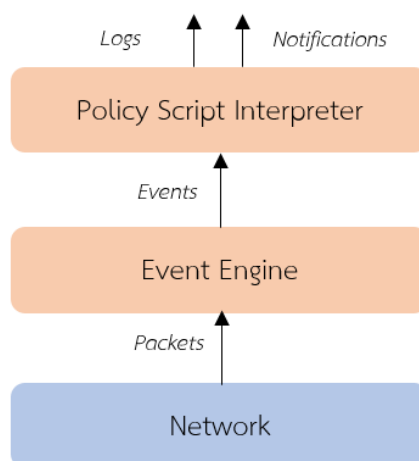 Logs
Notifications
Policy Script Interpreter
Events
Event Engine
Packets
Network